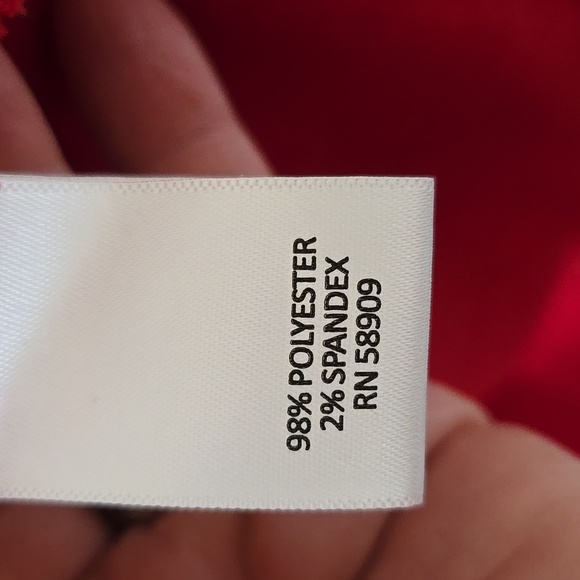 98% POLYESTER
2% SPANDEX
RN 58909